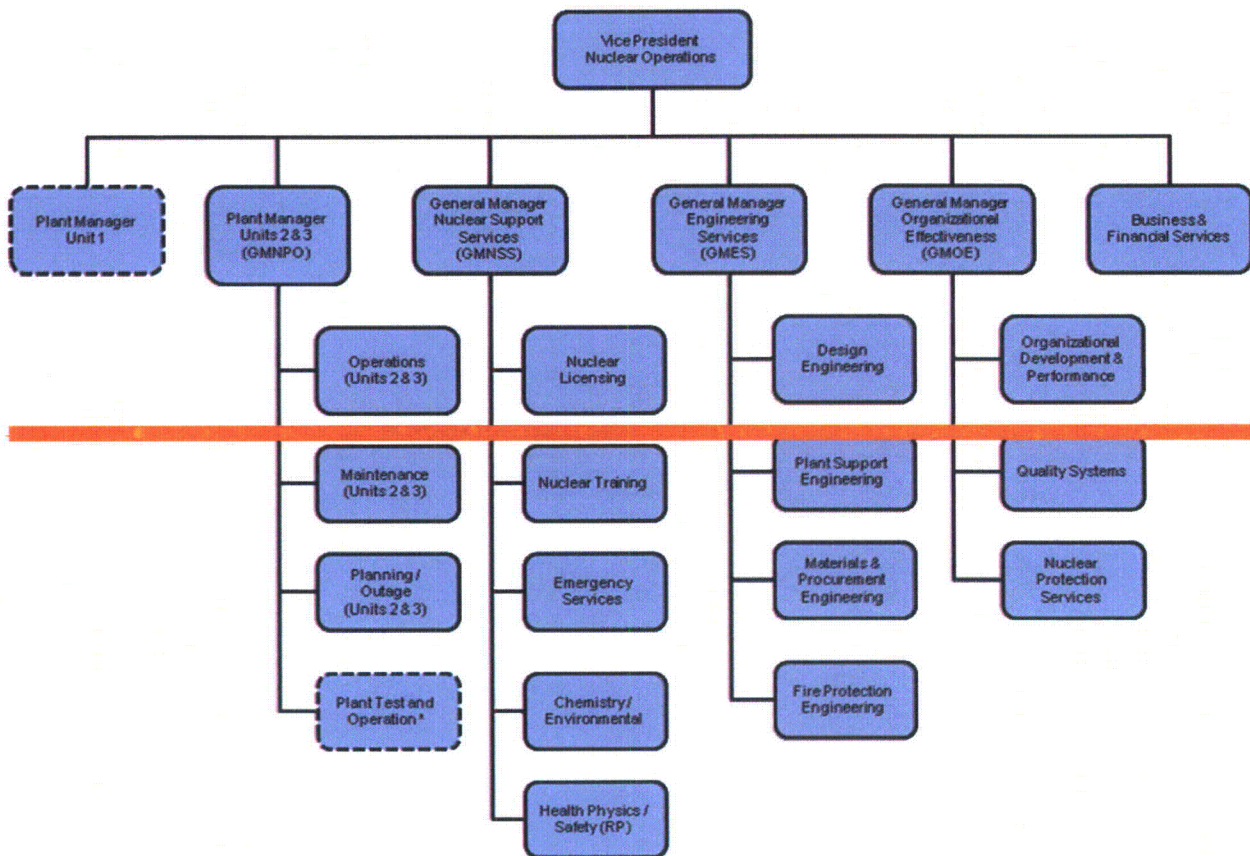 Vice President
Nuclear Operations
Plant Manager
Unit 1
Plant Manager
Units 2 & 3
(GMNPO)
General Manager
Nuclear Support
Services
(GMNSS)
General Manager
Engineering
Services
(GMES)
General Manager
Organizational
Effectiveness
(GMOE)
Business &
Financial Services
Operations
(Units 2 & 3)
Nuclear
Licensing
Design
Engineering
Organizational
Development &
Performance
Maintenance
(Units 2 & 3)
Nuclear Training
Plant Support
Engineering
Quality Systems
Planning /
Outage
(Units 2 & 3)
Emergency
Services
Materials &
Procurement
Engineering
Nuclear
Protection
Services
Plant Test and
Operation*
Chemistry /
Environmental
Fire Protection
Engineering
Health Physics /
Safety (RP)